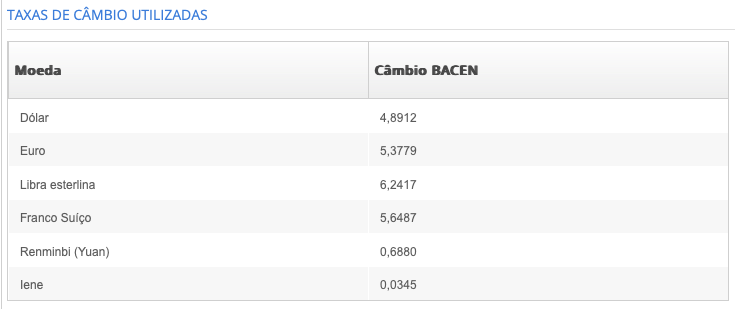 TAXAS DE CÂMBIO UTILIZADAS
Moeda Câmbio BACEN
Dólar 4,8912
Euro 5,3779
Libra esterlina 6,2417
Franco Suíço 5,6487
Renminbi (Yuan) 0,6880
Iene 0,0345